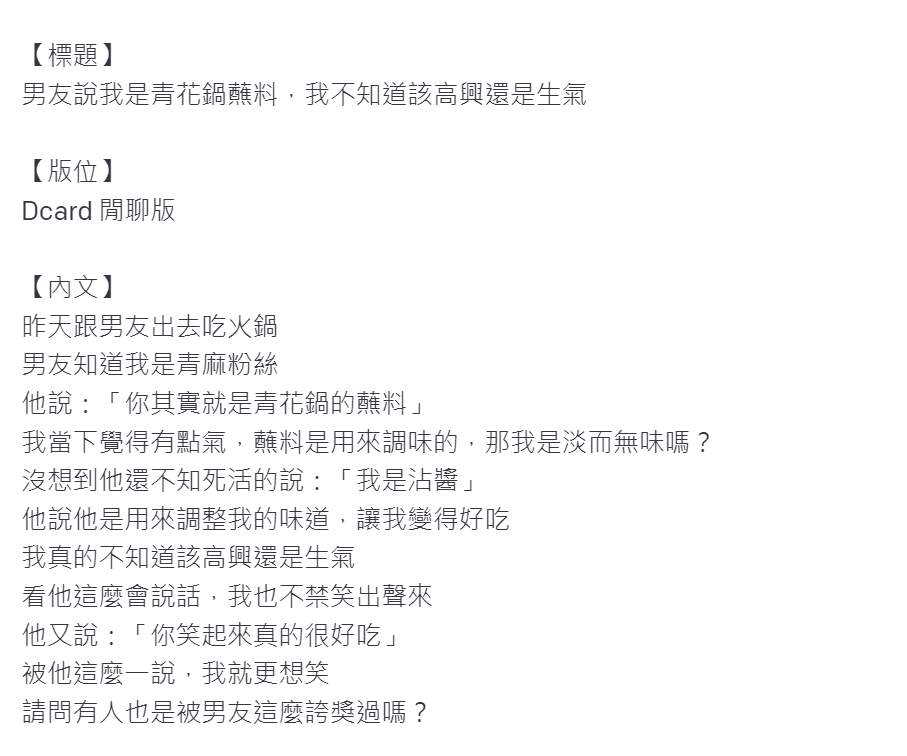 【標題】
男友說我是青花鍋蘸料，我不知道該高興還是生氣
【版位】
Dcard 閒聊版
【內文】
昨天跟男友出去吃火鍋
男友知道我是青麻粉絲
他說：「你其實就是青花鍋的蘸料」
我當下覺得有點氣，蘸料是用來調味的，那我是淡而無味嗎？
沒想到他還不知死活的說：「我是沾醬」
他說他是用來調整我的味道，讓我變得好吃
我真的不知道該高興還是生氣
看他這麼會說話，我也不禁笑出聲來
他又說：「你笑起來真的很好吃」
被他這麼一說，我就更想笑
請問有人也是被男友這麼誇獎過嗎？